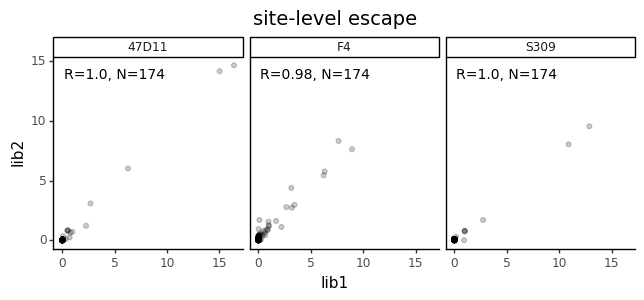 site-level escape
47D11 F4 S309
R=1.0, N=174 R=0.98, N=174 R=1.0, N=174
15
10
5
0
lib2
0 5 10 15 0 5 10 15 0 5 10 15
lib1